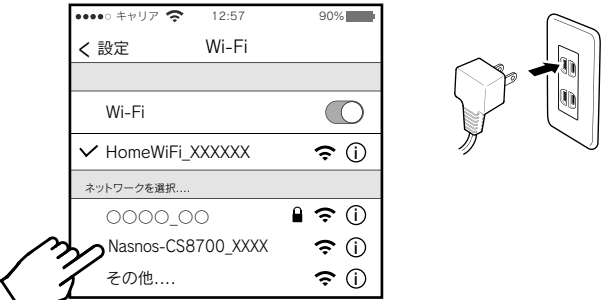 ●●●●○ キャリア 12:57 90%
< 設定 Wi-Fi
Wi-Fi
HomeWiFi_XXXXXX
ネットワークを選択....
○○○○_○○
Nasnos-CS8700_XXXX
その他....